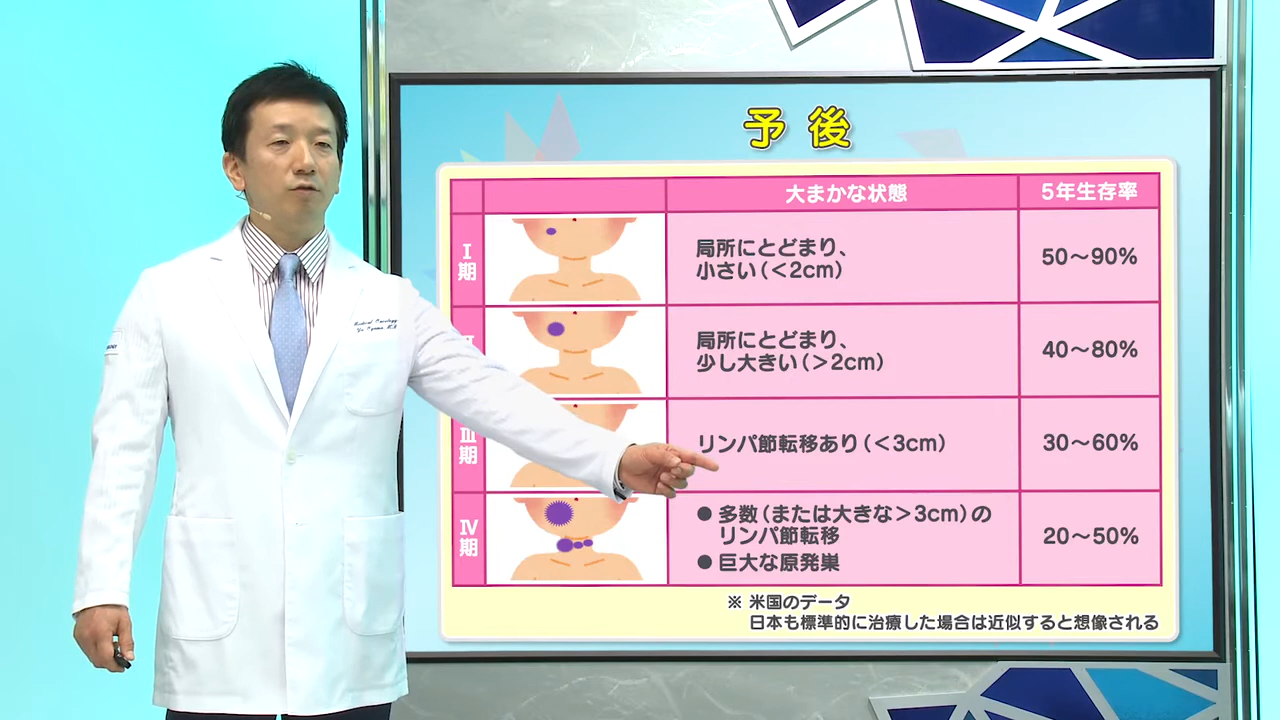 予後
大まかな状態
5年生存率
Ⅰ期
局所にとどまり、
小さい(<2cm)
50～90%
局所にとどまり、
少し大きい(>2cm)
40～80%
Ⅲ期
リンパ節転移あり(<3cm)
30～60%
Ⅳ期
● 多数(または大きな>3cm)の
リンパ節転移
● 巨大な原発巣
20～50%
※ 米国のデータ
日本も標準的に治療した場合は近似すると想像される
Medical Oncology